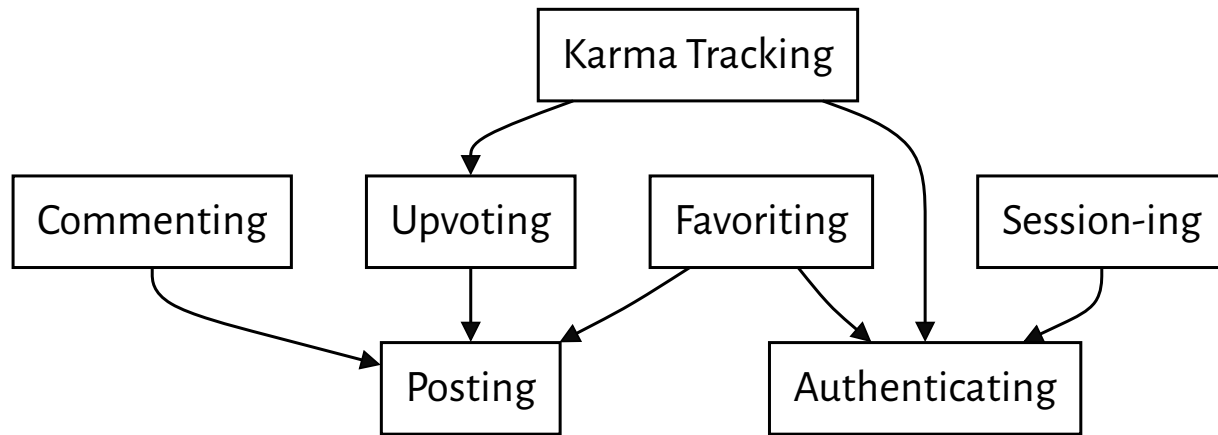 Karma Tracking
Commenting
Upvoting
Favoriting
Session-ing
Posting
Authenticating